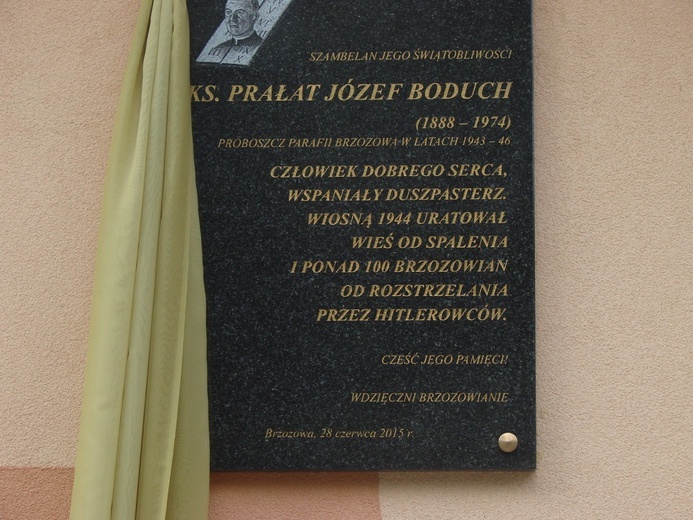 SZAMBELAN JEGO ŚWIĄTOBLIWOŚCI
KS. PRAŁAT JÓZEF BODUCH
(1888 – 1974)
PROBOSZCZ PARAFII BRZOZOWA W LATACH 1943 – 46
CZŁOWIEK DOBREGO SERCA,
WSPANIAŁY DUSZPASTERZ.
WIOSNĄ 1944 URATOWAŁ
WIEŚ OD SPALENIA
I PONAD 100 BRZOZOWIAN
OD ROZSTRZELANIA
PRZEZ HITLEROWCÓW.
CZEŚĆ JEGO PAMIĘCI!
WDZIĘCZNI BRZOZOWIANIE
Brzozowa, 28 czerwca 2015 r.